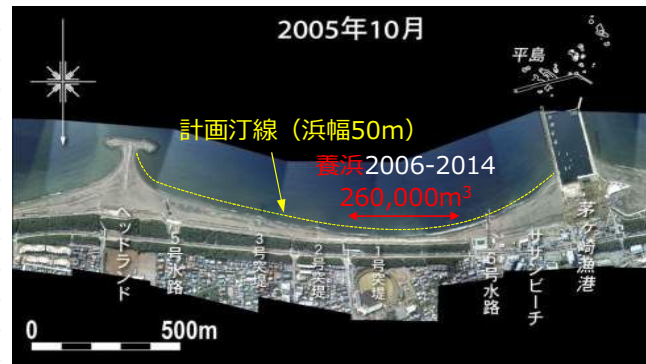 2005年10月
平島
計画汀線（浜幅50m）
養浜2006-2014
260,000m³
ヘッドランド
5号水路
3号突堤
2号突堤
1号突堤
6号水路
サザンビーチ
茅ヶ崎漁港
0 500m